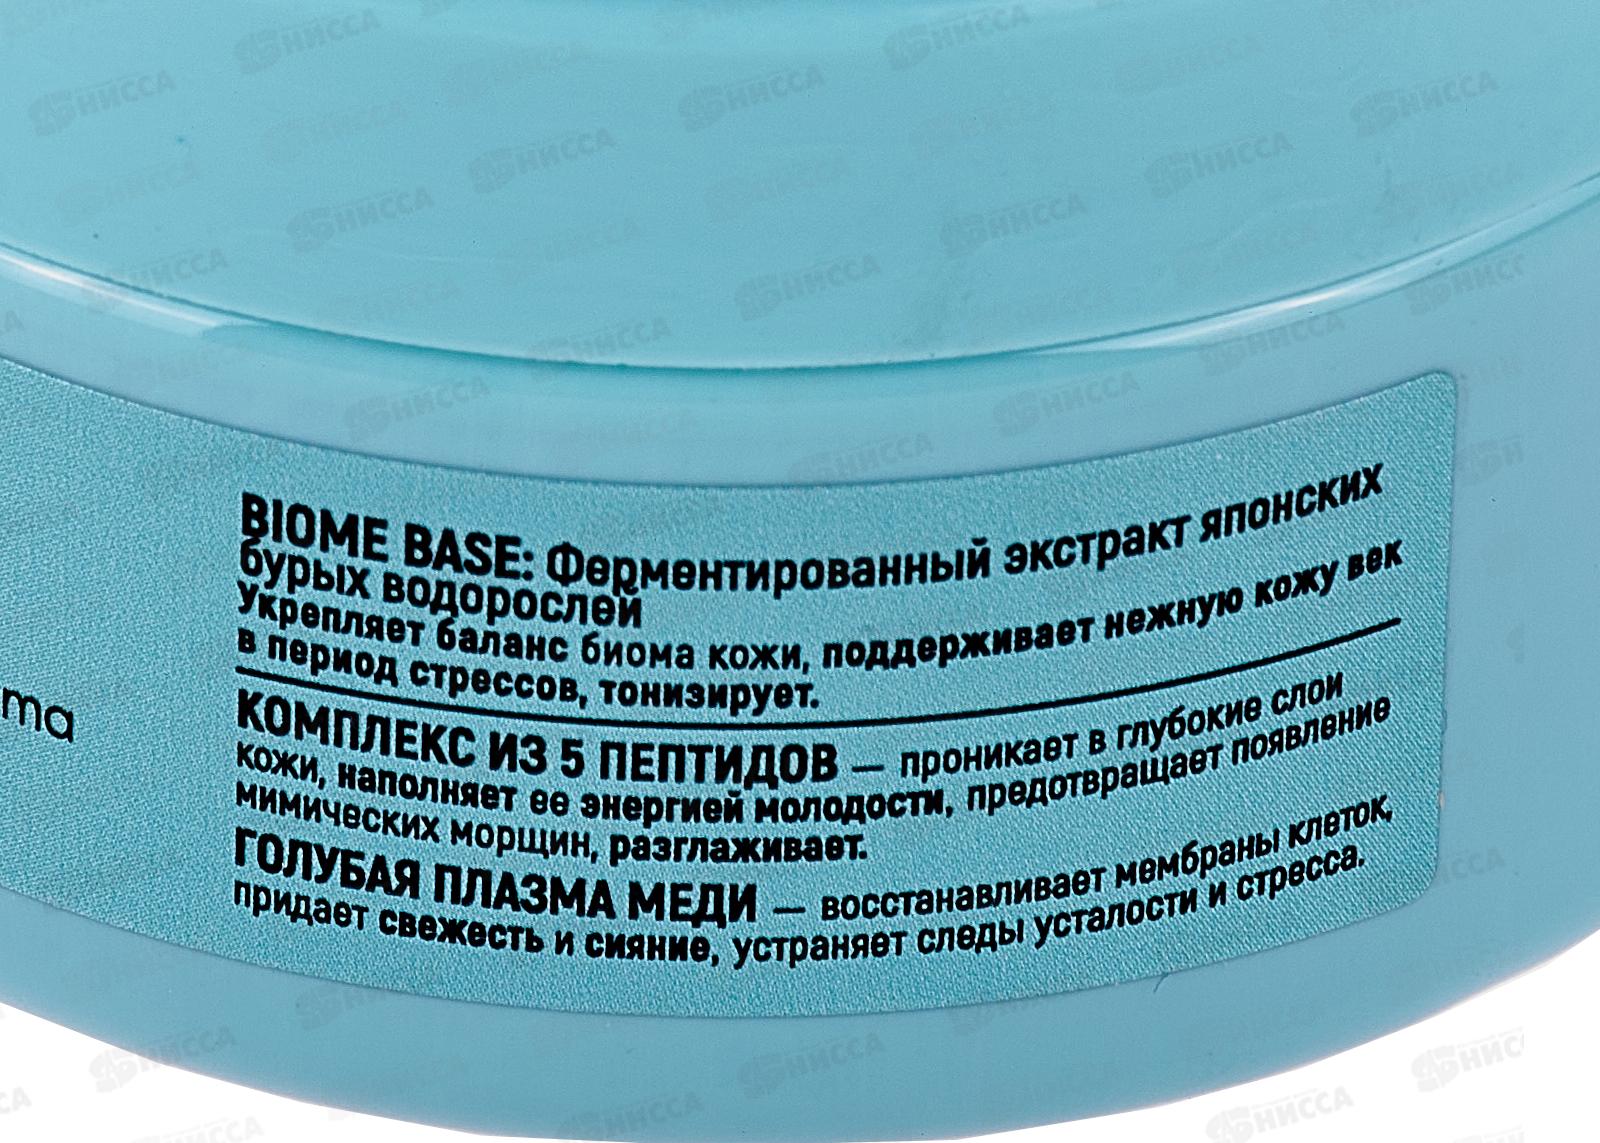 BIOME BASE: Ферментированный экстракт японских
бурых водорослей
Укрепляет баланс биома кожи, поддерживает нежную кожу век
в период стрессов, тонизирует.
КОМПЛЕКС ИЗ 5 ПЕПТИДОВ — проникает в глубокие слои
кожи, наполняет ее энергией молодости, предотвращает появление
мимических морщин, разглаживает.
ГОЛУБАЯ ПЛАЗМА МЕДИ — восстанавливает мембраны клеток,
придает свежесть и сияние, устраняет следы усталости и стресса.
ma
НИССА